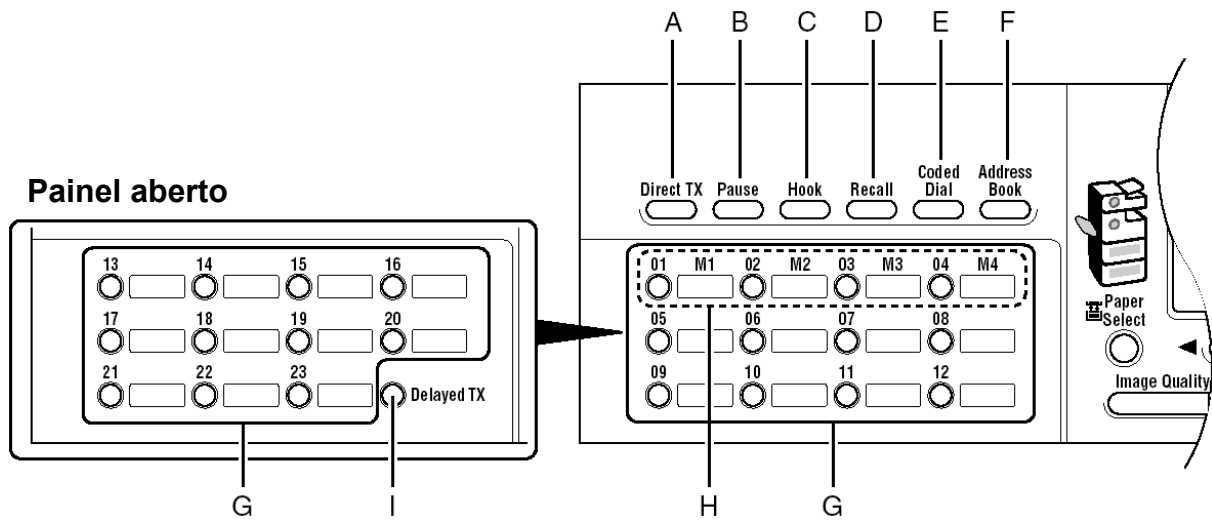 A B C D E F
Direct TX Pause Hook Recall Coded Dial Address Book
Painel aberto
13 14 15 16
17 18 19 20
21 22 23 Delayed TX
G I
01 M1 02 M2 03 M3 04 M4
05 06 07 08
09 10 11 12
H G
Paper
Select
Image Quality